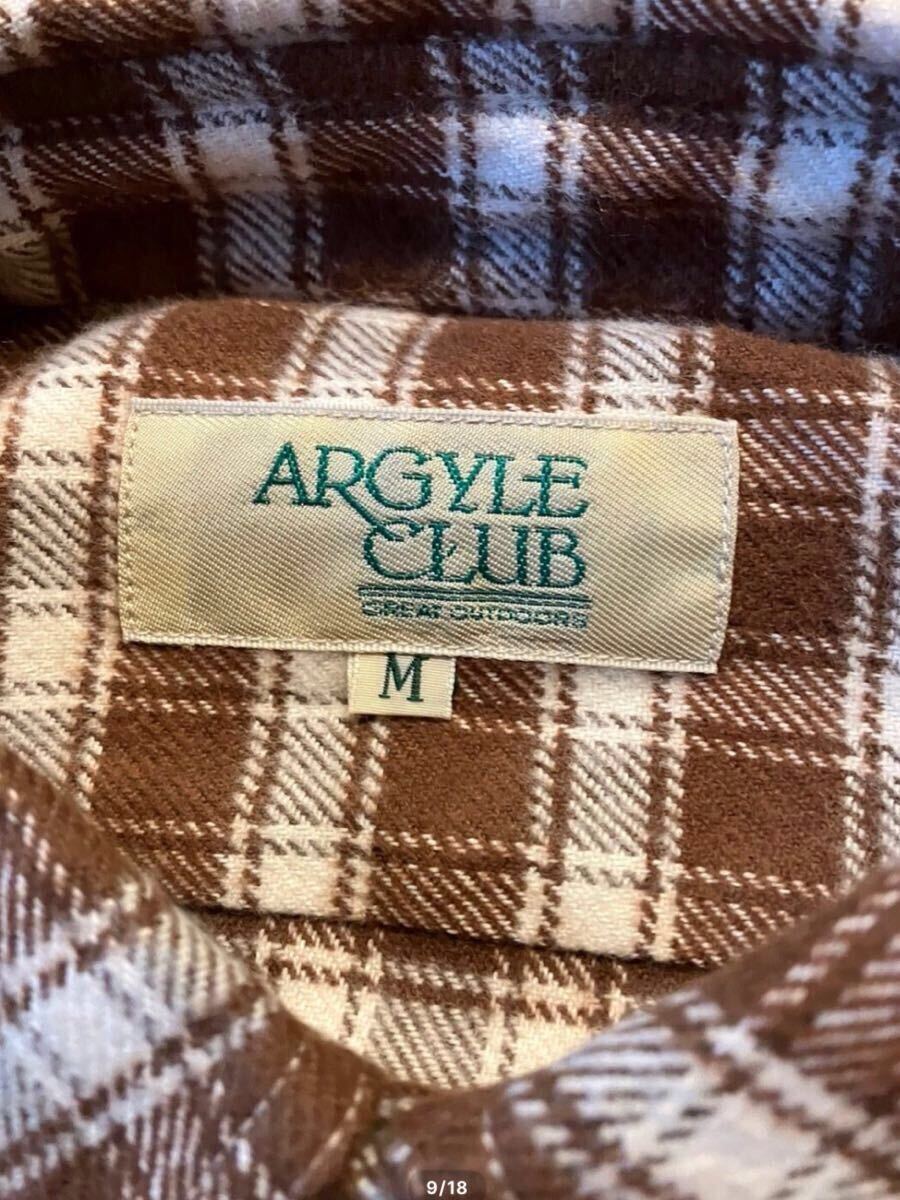 ARGYLE
CLUB
GREAT OUTDOORS
M
9/18